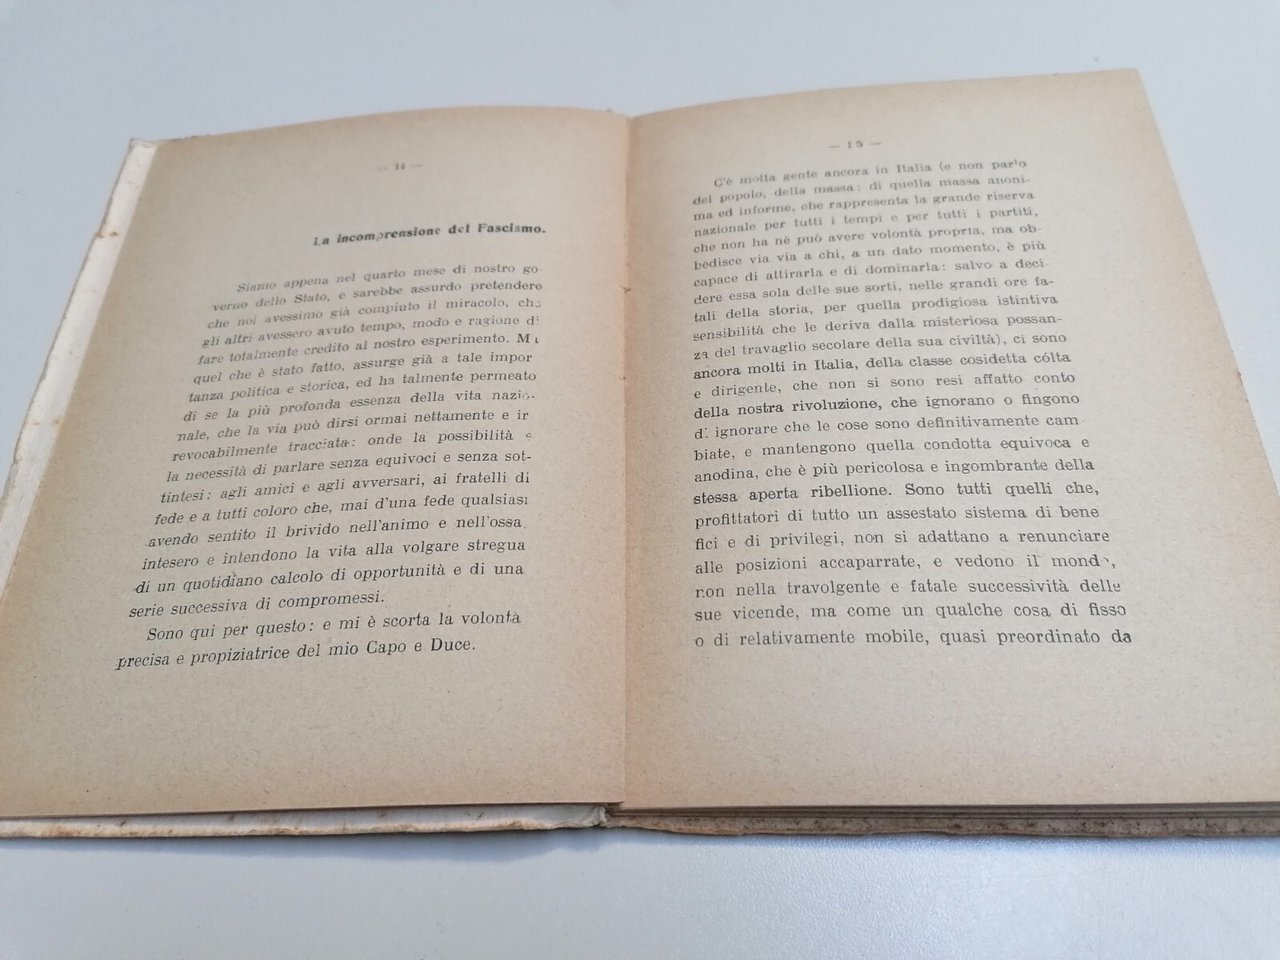 — 14 —
La incomprensione del Fascismo.
Siamo appena nel quarto mese di nostro go-
verno dello Stato, e sarebbe assurdo pretendere
che noi avessimo già compiuto il miracolo, che
gli altri avessero avuto tempo, modo e ragione di
fare totalmente credito al nostro esperimento. Ma
quel che è stato fatto, assurge già a tale impor
tanza politica e storica, ed ha talmente permeato
di se la più profonda essenza della vita nazio-
nale, che la via può dirsi ormai nettamente e ir
revocabilmente tracciata: onde la possibilità e
la necessità di parlare senza equivoci e senza sot-
tintesi: agli amici e agli avversari, ai fratelli di
fede e a tutti coloro che, mai d'una fede qualsiasi
avendo sentito il brivido nell'animo e nell'ossa,
intesero e intendono la vita alla volgare stregua
di un quotidiano calcolo di opportunità e di una
serie successiva di compromessi.
Sono qui per questo: e mi è scorta la volontà
precisa e propiziatrice del mio Capo e Duce.
— 15 —
C'è molta gente ancora in Italia (e non parlo
del popolo, della massa: di quella massa anoni-
ma ed informe, che rappresenta la grande riserva
nazionale per tutti i tempi e per tutti i partiti,
che non ha nè può avere volontà propria, ma ob-
bedisce via via a chi, a un dato momento, è più
capace di attirarla e di dominarla: salvo a deci-
dere essa sola delle sue sorti, nelle grandi ore fa-
tali della storia, per quella prodigiosa istintiva
sensibilità che le deriva dalla misteriosa possan-
za del travaglio secolare della sua civiltà), ci sono
ancora molti in Italia, della classe cosidetta cólta
e dirigente, che non si sono resi affatto conto
della nostra rivoluzione, che ignorano o fingono
di ignorare che le cose sono definitivamente cam
biate, e mantengono quella condotta equivoca e
anodina, che è più pericolosa e ingombrante della
stessa aperta ribellione. Sono tutti quelli che,
profittatori di tutto un assestato sistema di bene
fici e di privilegi, non si adattano a renunciare
alle posizioni accaparrate, e vedono il mondo,
non nella travolgente e fatale successività delle
sue vicende, ma come un qualche cosa di fisso
o di relativamente mobile, quasi preordinato da